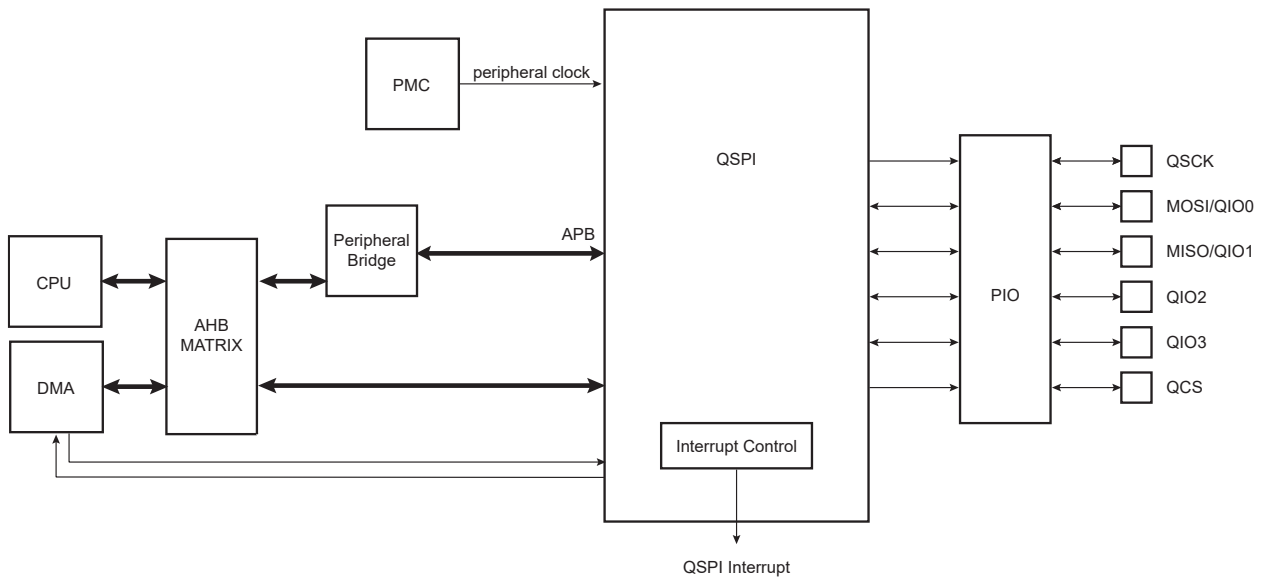 PMC
peripheral clock
QSPI
QSCK
MOSI/QIO0
APB
Peripheral
Bridge
MISO/QIO1
CPU
PIO
QIO2
AHB
MATRIX
QIO3
DMA
QCS
Interrupt Control
QSPI Interrupt